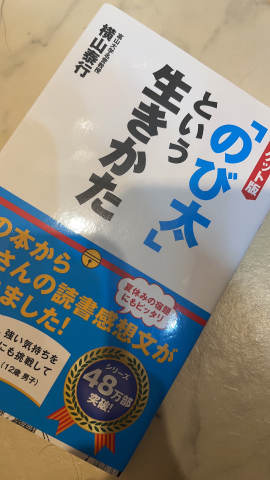 ケット版
「のび太」
という
生きかた
富山大学名誉教授
横山泰行
の本から
さんの読書感想文が
ました!
夏休みの宿題
にもピッタリ
強い気持ちを
にも挑戦して
(12歳 男子)
シリーズ
48万部
突破!